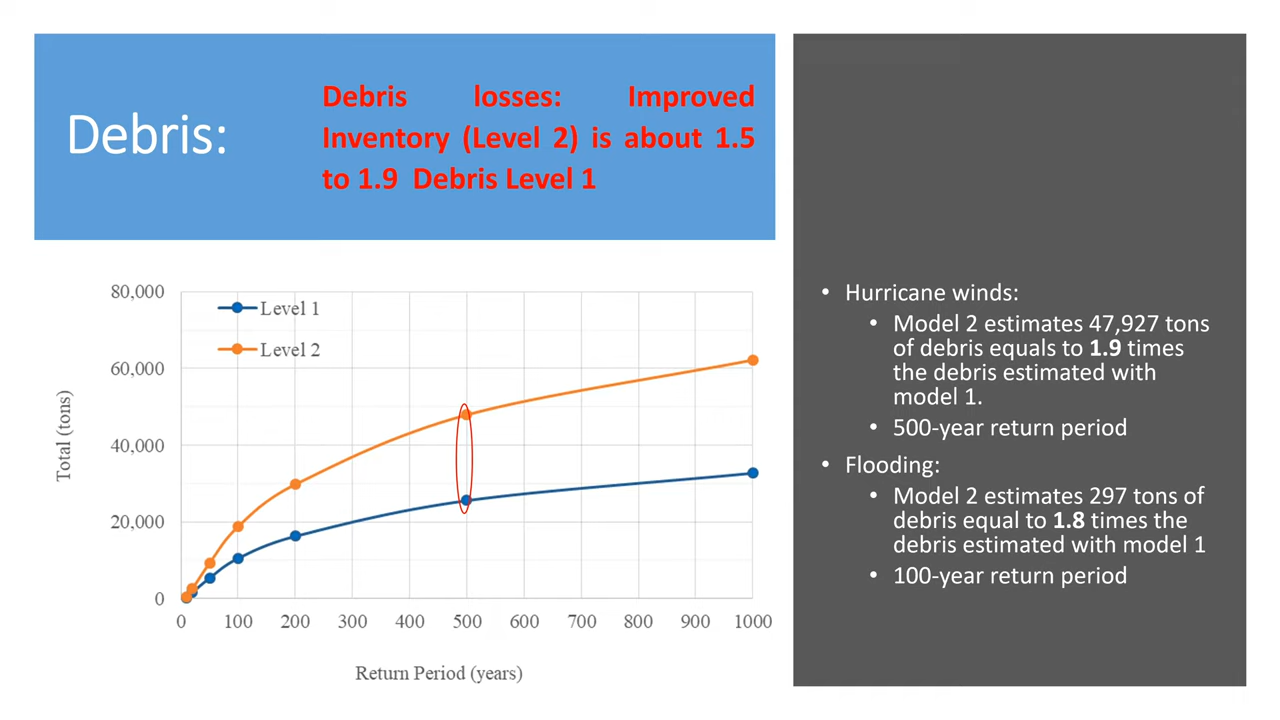 Debris:
Debris losses: Improved
Inventory (Level 2) is about 1.5
to 1.9 Debris Level 1
80,000
60,000
40,000
20,000
0
Total (tons)
Level 1
Level 2
0 100 200 300 400 500 600 700 800 900 1000
Return Period (years)
• Hurricane winds:
• Model 2 estimates 47,927 tons
of debris equals to 1.9 times
the debris estimated with
model 1.
• 500-year return period
• Flooding:
• Model 2 estimates 297 tons of
debris equal to 1.8 times the
debris estimated with model 1
• 100-year return period